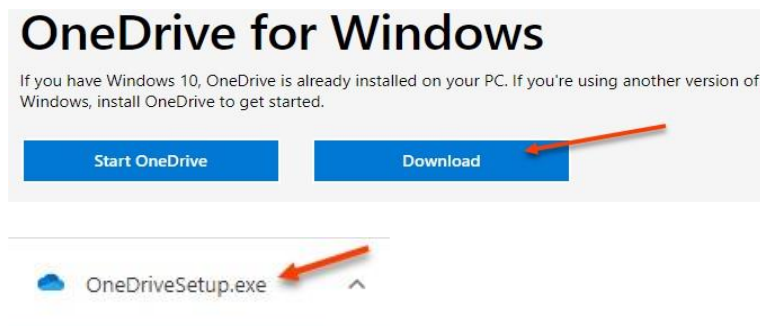 OneDrive for Windows
If you have Windows 10, OneDrive is already installed on your PC. If you're using another version of
Windows, install OneDrive to get started.
Start OneDrive Download
OneDriveSetup.exe